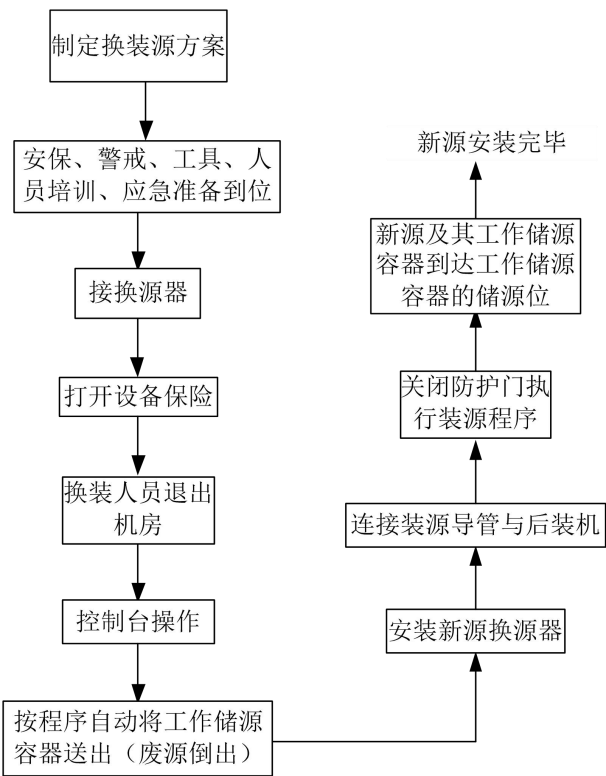 制定换装源方案
安保、警戒、工具、人
员培训、应急准备到位
接换源器
打开设备保险
换装人员退出
机房
控制台操作
按程序自动将工作储源
容器送出（废源倒出）
安装新源换源器
连接装源导管与后装机
关闭防护门执
行装源程序
新源及其工作储源
容器到达工作储源
容器的储源位
新源安装完毕